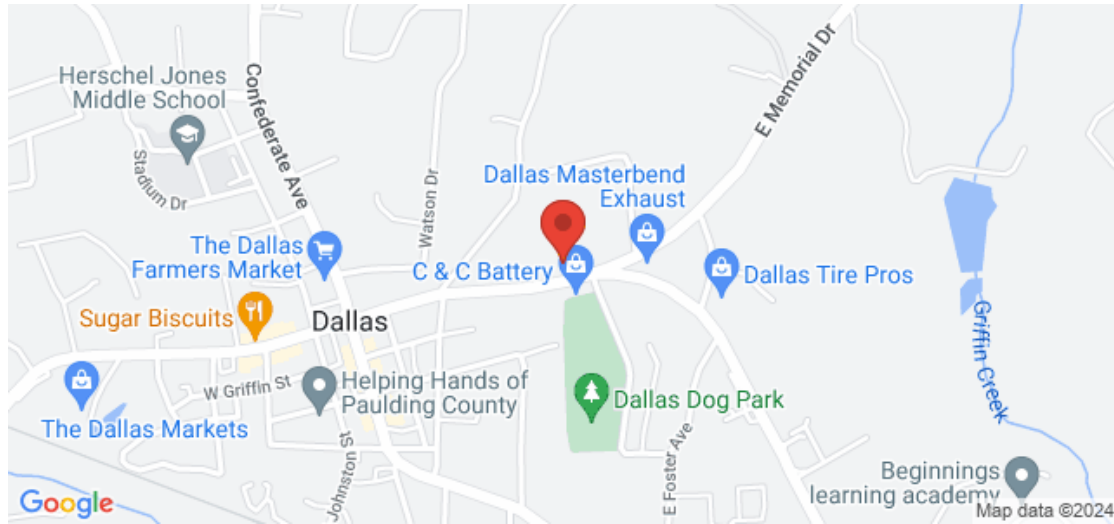 Herschel Jones
Middle School
Confederate Ave
E Memorial Dr
Stadium Dr
Watson Dr
Dallas Masterbend
Exhaust
The Dallas
Farmers Market
C & C Battery
Dallas Tire Pros
Sugar Biscuits
Dallas
Griffin Creek
W Griffin St
Helping Hands of
Paulding County
Dallas Dog Park
The Dallas Markets
Johnston St
E Foster Ave
Beginnings
learning academy
Google
Map data ©2024